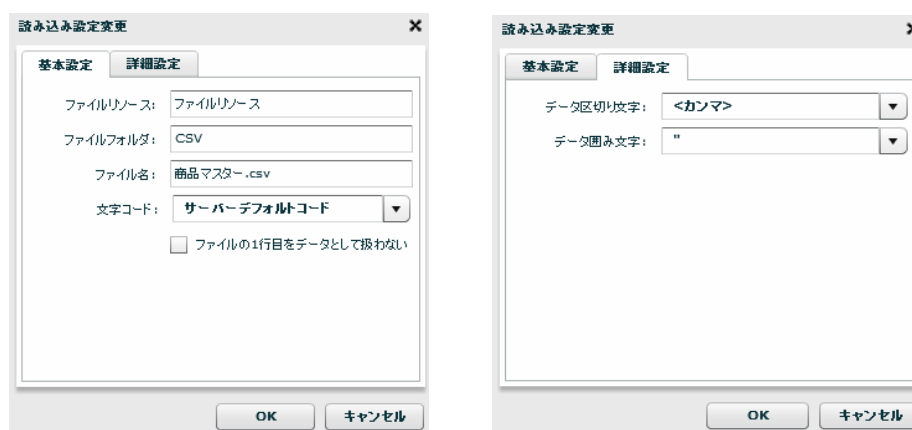 読み込み設定変更
基本設定 詳細設定
ファイルリソース: ファイルリソース
ファイルフォルダ: CSV
ファイル名: 商品マスター.csv
文字コード: サーバーデフォルトコード
ファイルの1行目をデータとして扱わない
OK キャンセル
読み込み設定変更
基本設定 詳細設定
データ区切り文字: <カンマ>
データ囲み文字: "
OK キャンセル